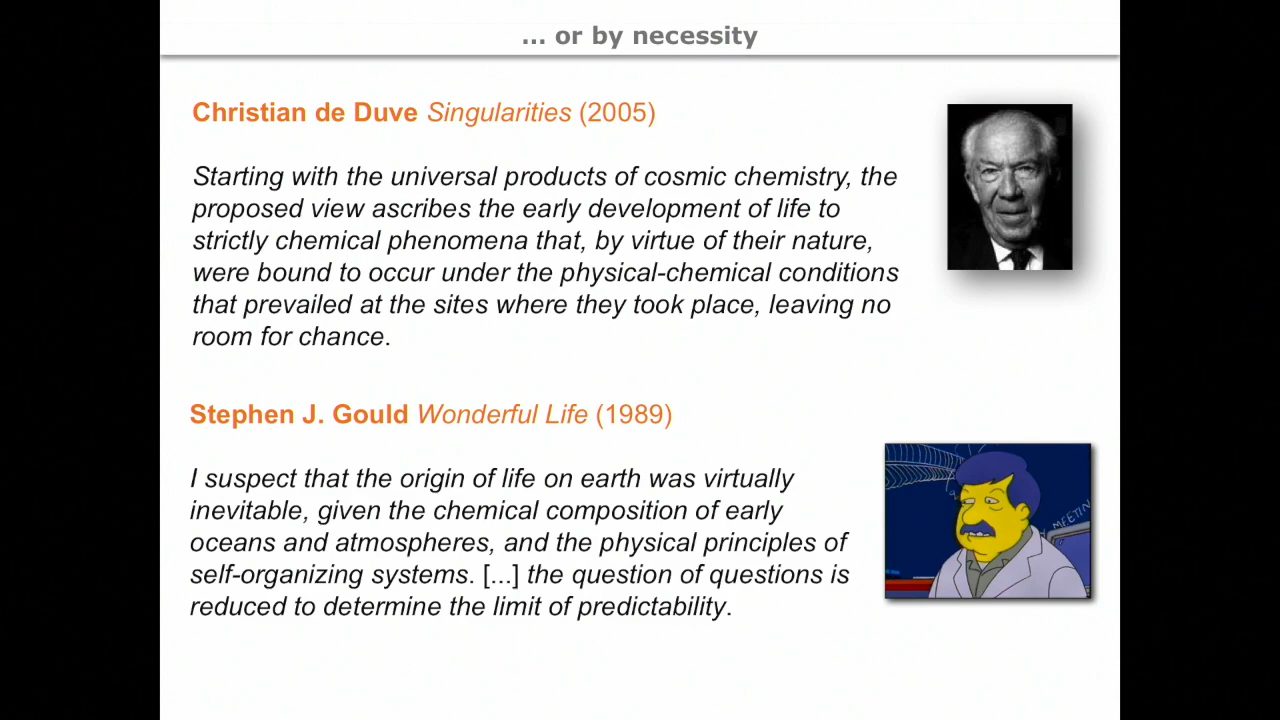 ... or by necessity
Christian de Duve Singularities (2005)
Starting with the universal products of cosmic chemistry, the
proposed view ascribes the early development of life to
strictly chemical phenomena that, by virtue of their nature,
were bound to occur under the physical-chemical conditions
that prevailed at the sites where they took place, leaving no
room for chance.
Stephen J. Gould Wonderful Life (1989)
I suspect that the origin of life on earth was virtually
inevitable, given the chemical composition of early
oceans and atmospheres, and the physical principles of
self-organizing systems. [...] the question of questions is
reduced to determine the limit of predictability.
MEETIN